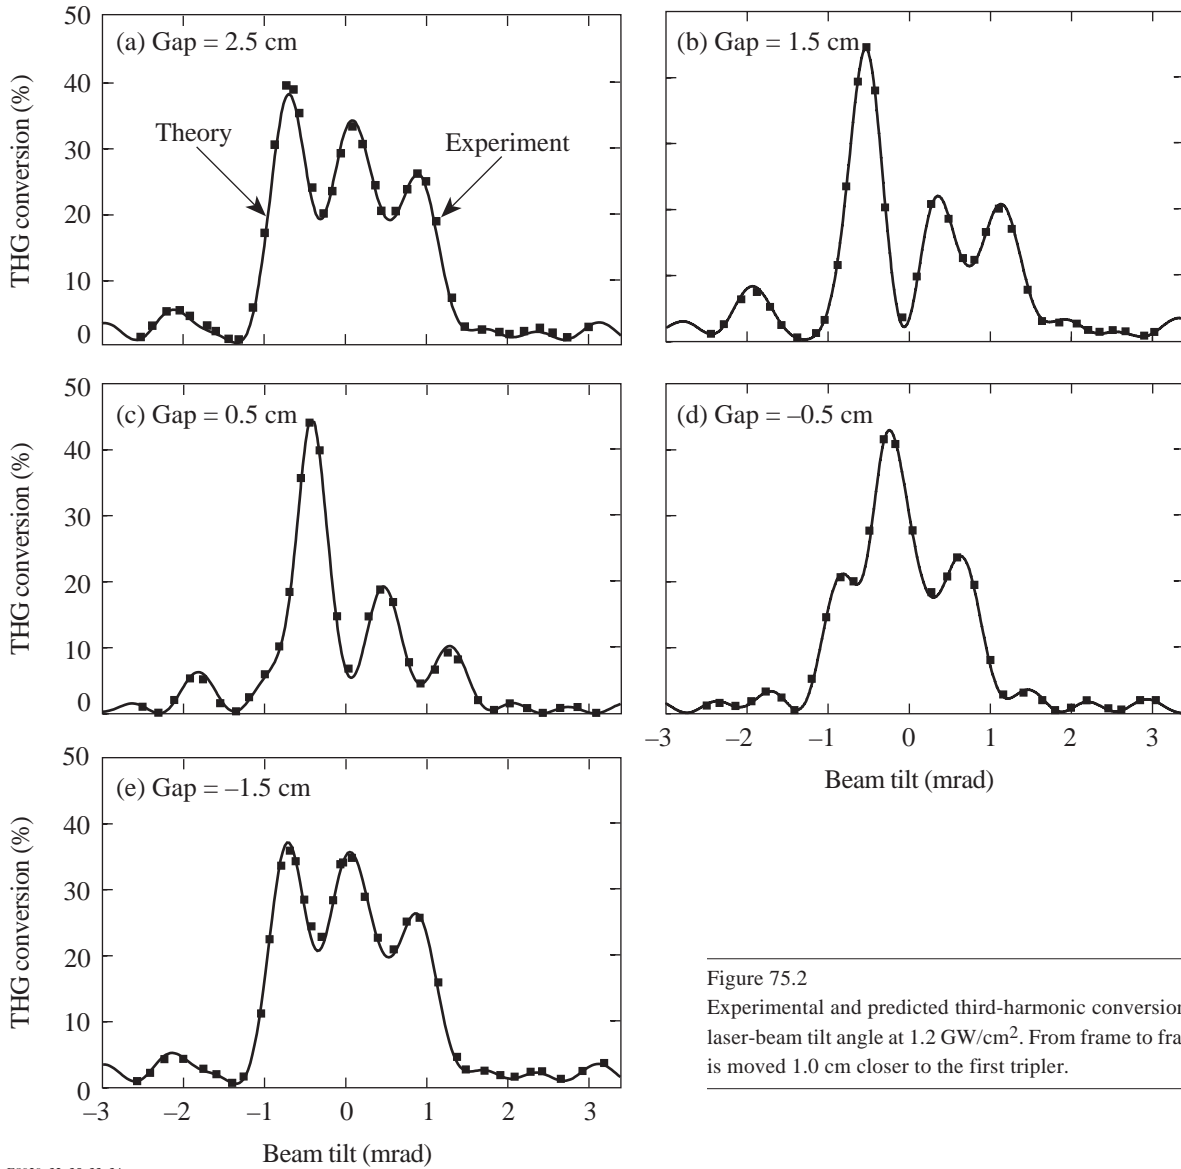 (a) Gap = 2.5 cm
THG conversion (%)
50
40
30
20
10
0
Theory
Experiment
(b) Gap = 1.5 cm
(c) Gap = 0.5 cm
THG conversion (%)
50
40
30
20
10
0
(d) Gap = –0.5 cm
–3 –2 –1 0 1 2 3
Beam tilt (mrad)
(e) Gap = –1.5 cm
THG conversion (%)
50
40
30
20
10
0
–3 –2 –1 0 1 2 3
Beam tilt (mrad)
Figure 75.2
Experimental and predicted third-harmonic conversion
laser-beam tilt angle at 1.2 GW/cm2. From frame to fra
is moved 1.0 cm closer to the first tripler.